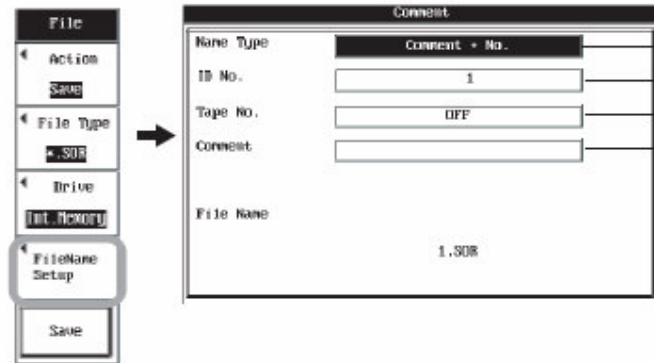 File
Action
Save
File Type
*.SOR
Drive
Int.Memory
FileName
Setup
Save
Comment
Name Type
Comment + No.
ID No.
1
Tape No.
OFF
Comment
File Name
1.SOR